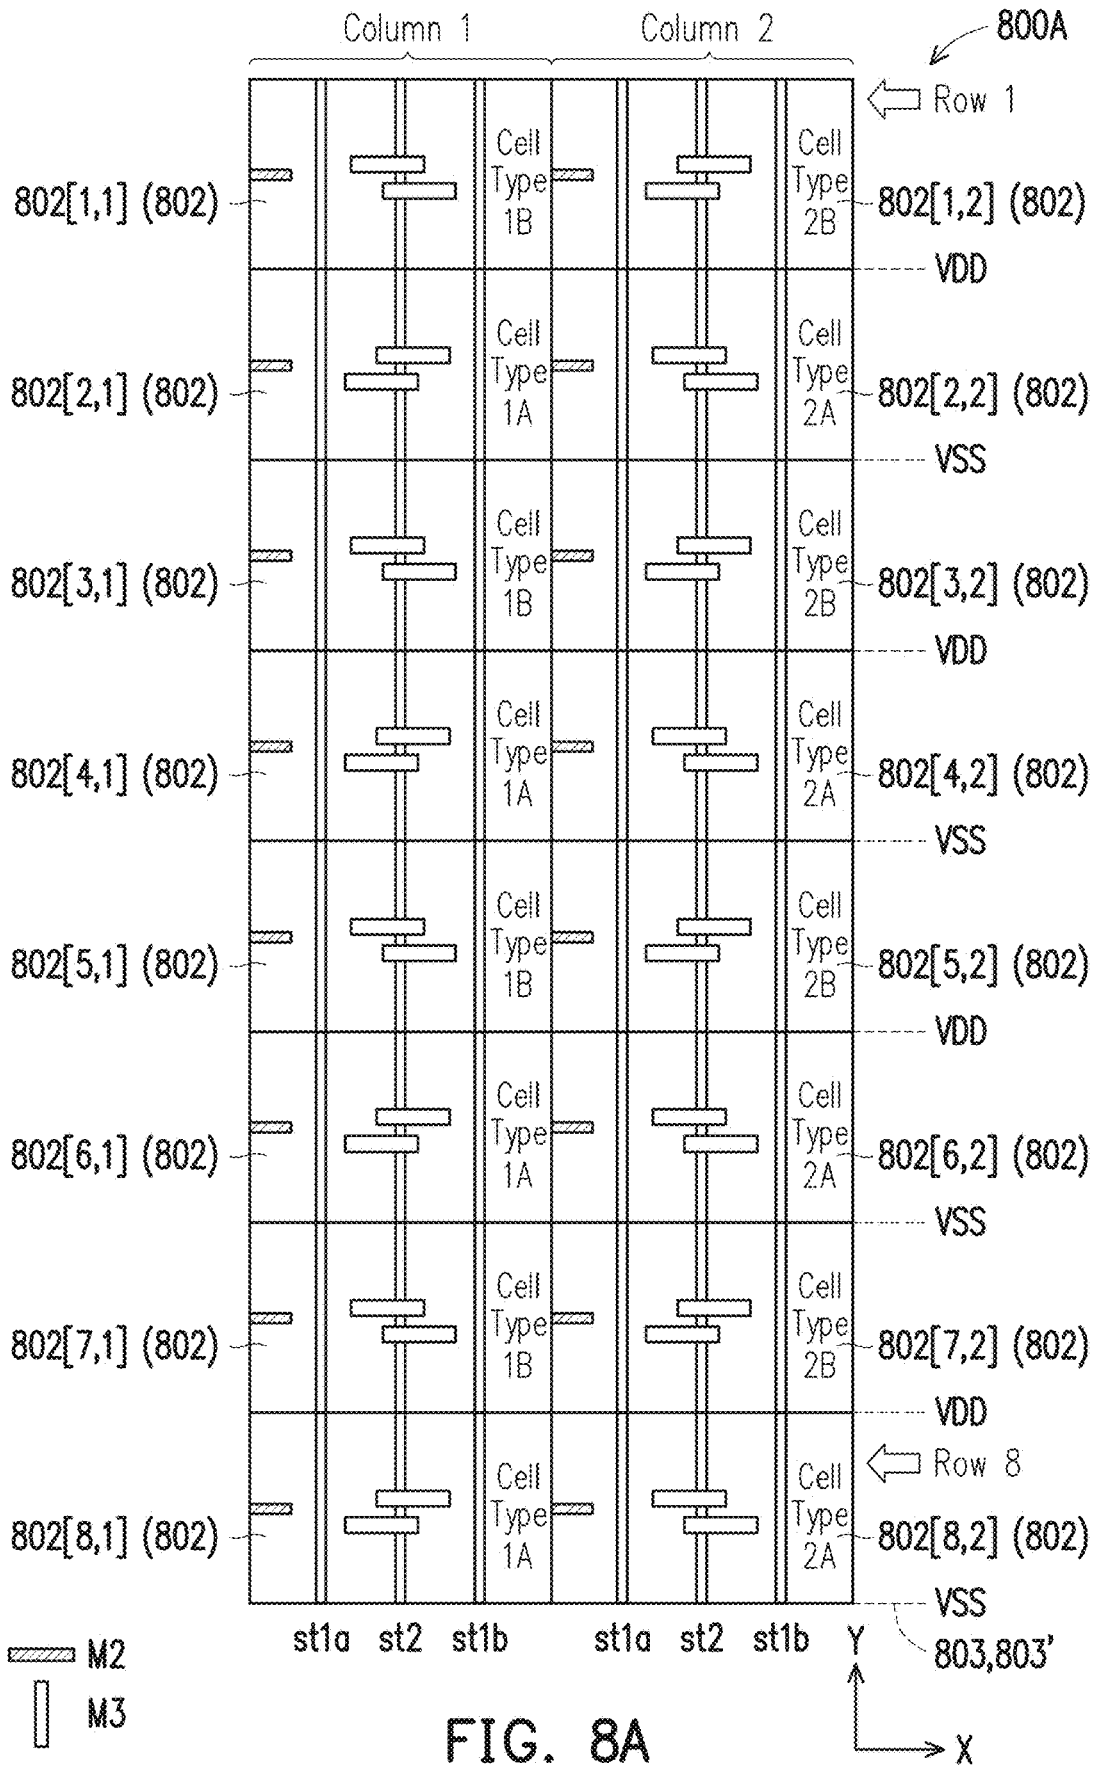 Column 1
Column 2
800A
Row 1
Cell
Type
1B
Cell
Type
2B
802[1,1] (802)
802[1,2] (802)
VDD
Cell
Type
1A
Cell
Type
2A
802[2,1] (802)
802[2,2] (802)
VSS
Cell
Type
1B
Cell
Type
2B
802[3,1] (802)
802[3,2] (802)
VDD
Cell
Type
1A
Cell
Type
2A
802[4,1] (802)
802[4,2] (802)
VSS
Cell
Type
1B
Cell
Type
2B
802[5,1] (802)
802[5,2] (802)
VDD
Cell
Type
1A
Cell
Type
2A
802[6,1] (802)
802[6,2] (802)
VSS
Cell
Type
1B
Cell
Type
2B
802[7,1] (802)
802[7,2] (802)
VDD
Row 8
Cell
Type
1A
Cell
Type
2A
802[8,1] (802)
802[8,2] (802)
VSS
st1a
st2
st1b
st1a
st2
st1b
Y
803,803'
M2
M3
X
FIG. 8A